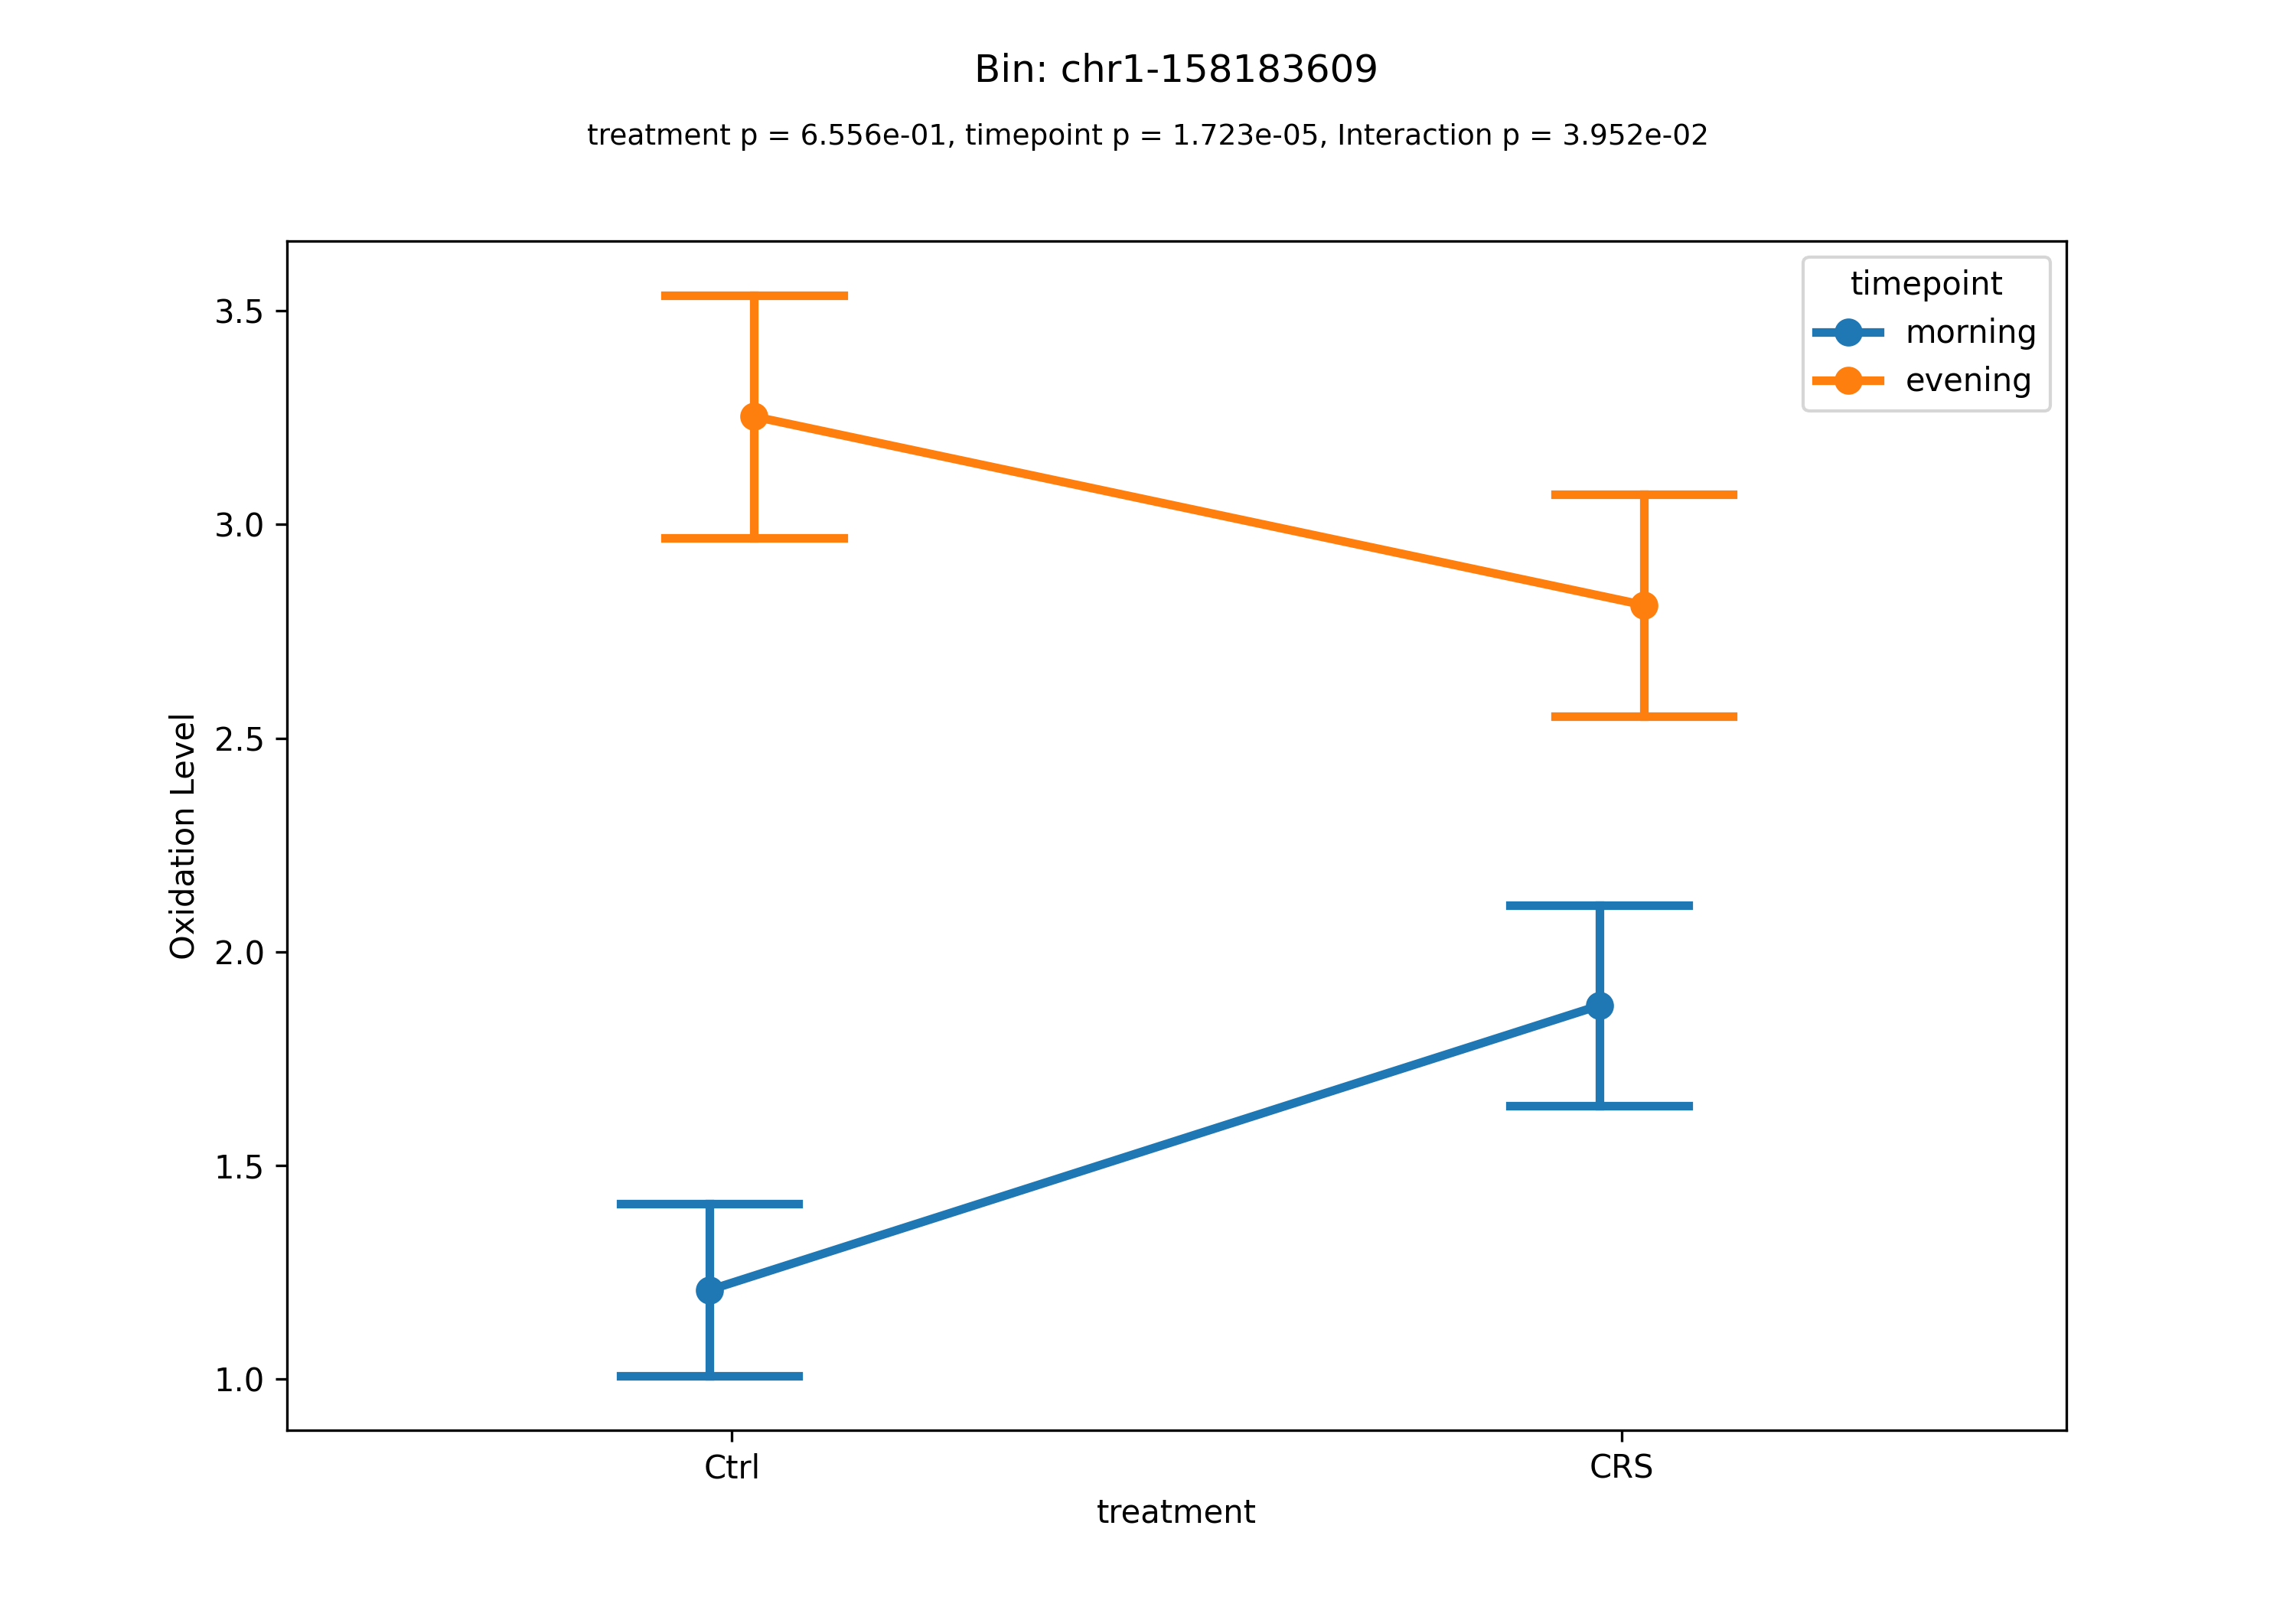 Bin: chr1-158183609
treatment p = 6.556e-01, timepoint p = 1.723e-05, Interaction p = 3.952e-02
timepoint
morning
evening
Oxidation Level
3.5
3.0
2.5
2.0
1.5
1.0
Ctrl
CRS
treatment